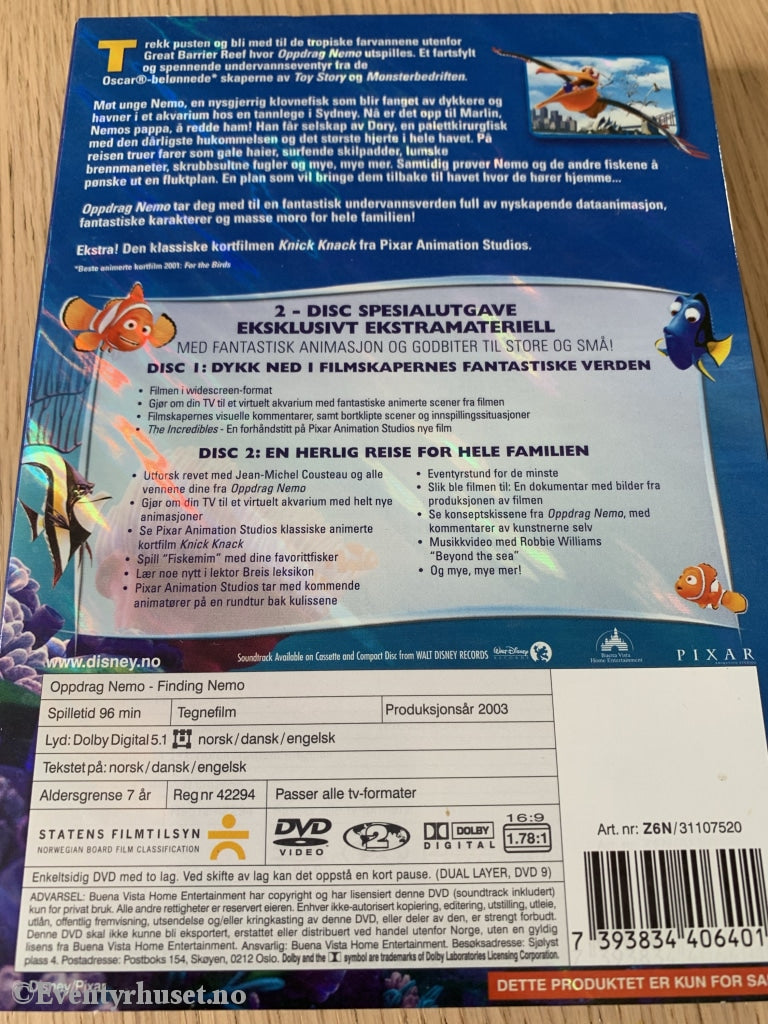 Trekk pusten og bli med til de tropiske farvannene utenfor
Great Barrier Reef hvor Oppdrag Nemo utspilles. Et fartsfylt
og spennende undervannseventyr fra de
Oscar®-belønnede* skaperne av Toy Story og Monsterbedriften.
Møt unge Nemo, en nysgjerrig klovnefisk som blir fanget av dykkere og
havner i et akvarium hos en tannlege i Sydney. Nå er det opp til Marlin,
Nemos pappa, å redde ham! Han får selskap av Dory, en palettkirurgfisk
med den dårligste hukommelsen og det største hjerte i hele havet. På
reisen truer farer som gale haier, surfende skilpadder, lumske
brennmaneter, skrubbsultne fugler og mye, mye mer. Samtidig prøver Nemo og de andre fiskene å
pønske ut en fluktplan. En plan som vil bringe dem tilbake til havet hvor de hører hjemme...
Oppdrag Nemo tar deg med til en fantastisk undervannsverden full av nyskapende dataanimasjon,
fantastiske karakterer og masse moro for hele familien!
Ekstra! Den klassiske kortfilmen Knick Knack fra Pixar Animation Studios.
*Beste animerte kortfilm 2001: For the Birds
2 - DISC SPESIALUTGAVE
EKSKLUSIVT EKSTRAMATERIELL
MED FANTASTISK ANIMASJON OG GODBITER TIL STORE OG SMÅ!
DISC 1: DYKK NED I FILMSKAPERNES FANTASTISKE VERDEN
• Filmen i widescreen-format
• Gjør om din TV til et virtuelt akvarium med fantastiske animerte scener fra filmen
• Filmskapernes visuelle kommentarer, samt bortklipte scener og innspillingssituasjoner
• The Incredibles - En forhåndstitt på Pixar Animation Studios nye film
DISC 2: EN HERLIG REISE FOR HELE FAMILIEN
• Utforsk revet med Jean-Michel Cousteau og alle
vennene dine fra Oppdrag Nemo
• Gjør om din TV til et virtuelt akvarium med helt nye
animasjoner
• Se Pixar Animation Studios klassiske animerte
kortfilm Knick Knack
• Spill "Fiskemim" med dine favorittfisker
• Lær noe nytt i lektor Breis leksikon
• Pixar Animation Studios tar med kommende
animatører på en rundtur bak kulissene
• Eventyrstund for de minste
• Slik ble filmen til: En dokumentar med bilder fra
produksjonen av filmen
• Se konseptskissene fra Oppdrag Nemo, med
kommentarer av kunstnerne selv
• Musikkvideo med Robbie Williams
"Beyond the sea"
• Og mye, mye mer!
www.disney.no
Soundtrack Available on Cassette and Compact Disc from WALT DISNEY RECORDS
Walt Disney
RECORDS
Buena Vista
Home Entertainment
PIXAR
ANIMATION STUDIOS
Oppdrag Nemo - Finding Nemo
Spilletid 96 min
Tegnefilm
Produksjonsår 2003
Lyd: Dolby Digital 5.1 norsk/dansk/engelsk
Tekstet på: norsk/dansk/engelsk
Aldersgrense 7 år
Reg nr 42294
Passer alle tv-formater
STATENS FILMTILSYN
NORWEGIAN BOARD FILM CLASSIFICATION
DVD
VIDEO
2
DOLBY
DIGITAL
16:9
1.78:1
Art. nr: Z6N/31107520
Enkeltsidig DVD med to lag. Ved skifte av lag kan det oppstå en kort pause. (DUAL LAYER, DVD 9)
ADVARSEL: Buena Vista Home Entertainment har copyright og har lisensiert denne DVD (soundtrack inkludert)
kun for privat bruk. Alle andre rettigheter er reservert eieren. Enhver ikke-autorisert kopiering, editering, utstilling, utleie,
utlån, offentlig fremvisning, utsendelse og/eller kringkasting av denne DVD, eller deler av den, er strengt forbudt.
Denne DVD skal ikke kunne bli eksportert, erstattet eller distribuert ved handel utenfor Norge, uten en gyldig
lisens fra Buena Vista Home Entertainment. Ansvarlig: Buena Vista Home Entertainment. Besøksadresse: Sjølyst
plass 4. Postadresse: Postboks 154, Skøyen, 0212 Oslo. Dolby and the symbol are trademarks of Dolby Laboratories Licensing Corporation.
7 393834 406401
© Disney/Pixar
©Eventyrhuset.no
DETTE PRODUKTET ER KUN FOR SA